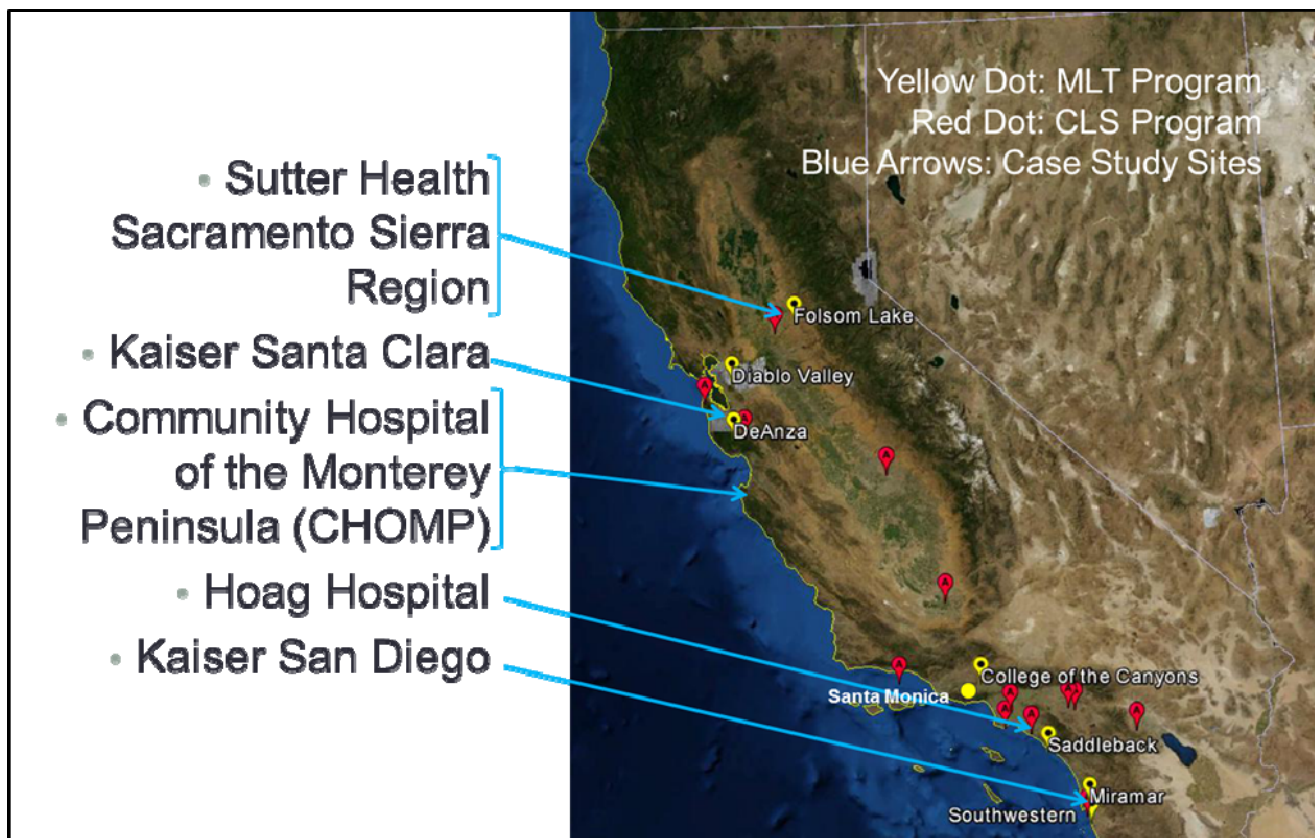 • Sutter Health
Sacramento Sierra
Region
• Kaiser Santa Clara
• Community Hospital
of the Monterey
Peninsula (CHOMP)
• Hoag Hospital
• Kaiser San Diego
Yellow Dot: MLT Program
Red Dot: CLS Program
Blue Arrows: Case Study Sites
Folsom Lake
Diablo Valley
DeAnza
College of the Canyons
Santa Monica
Saddleback
Miramar
Southwestern
A
A
A
A
A
A
A
A
A
A
A